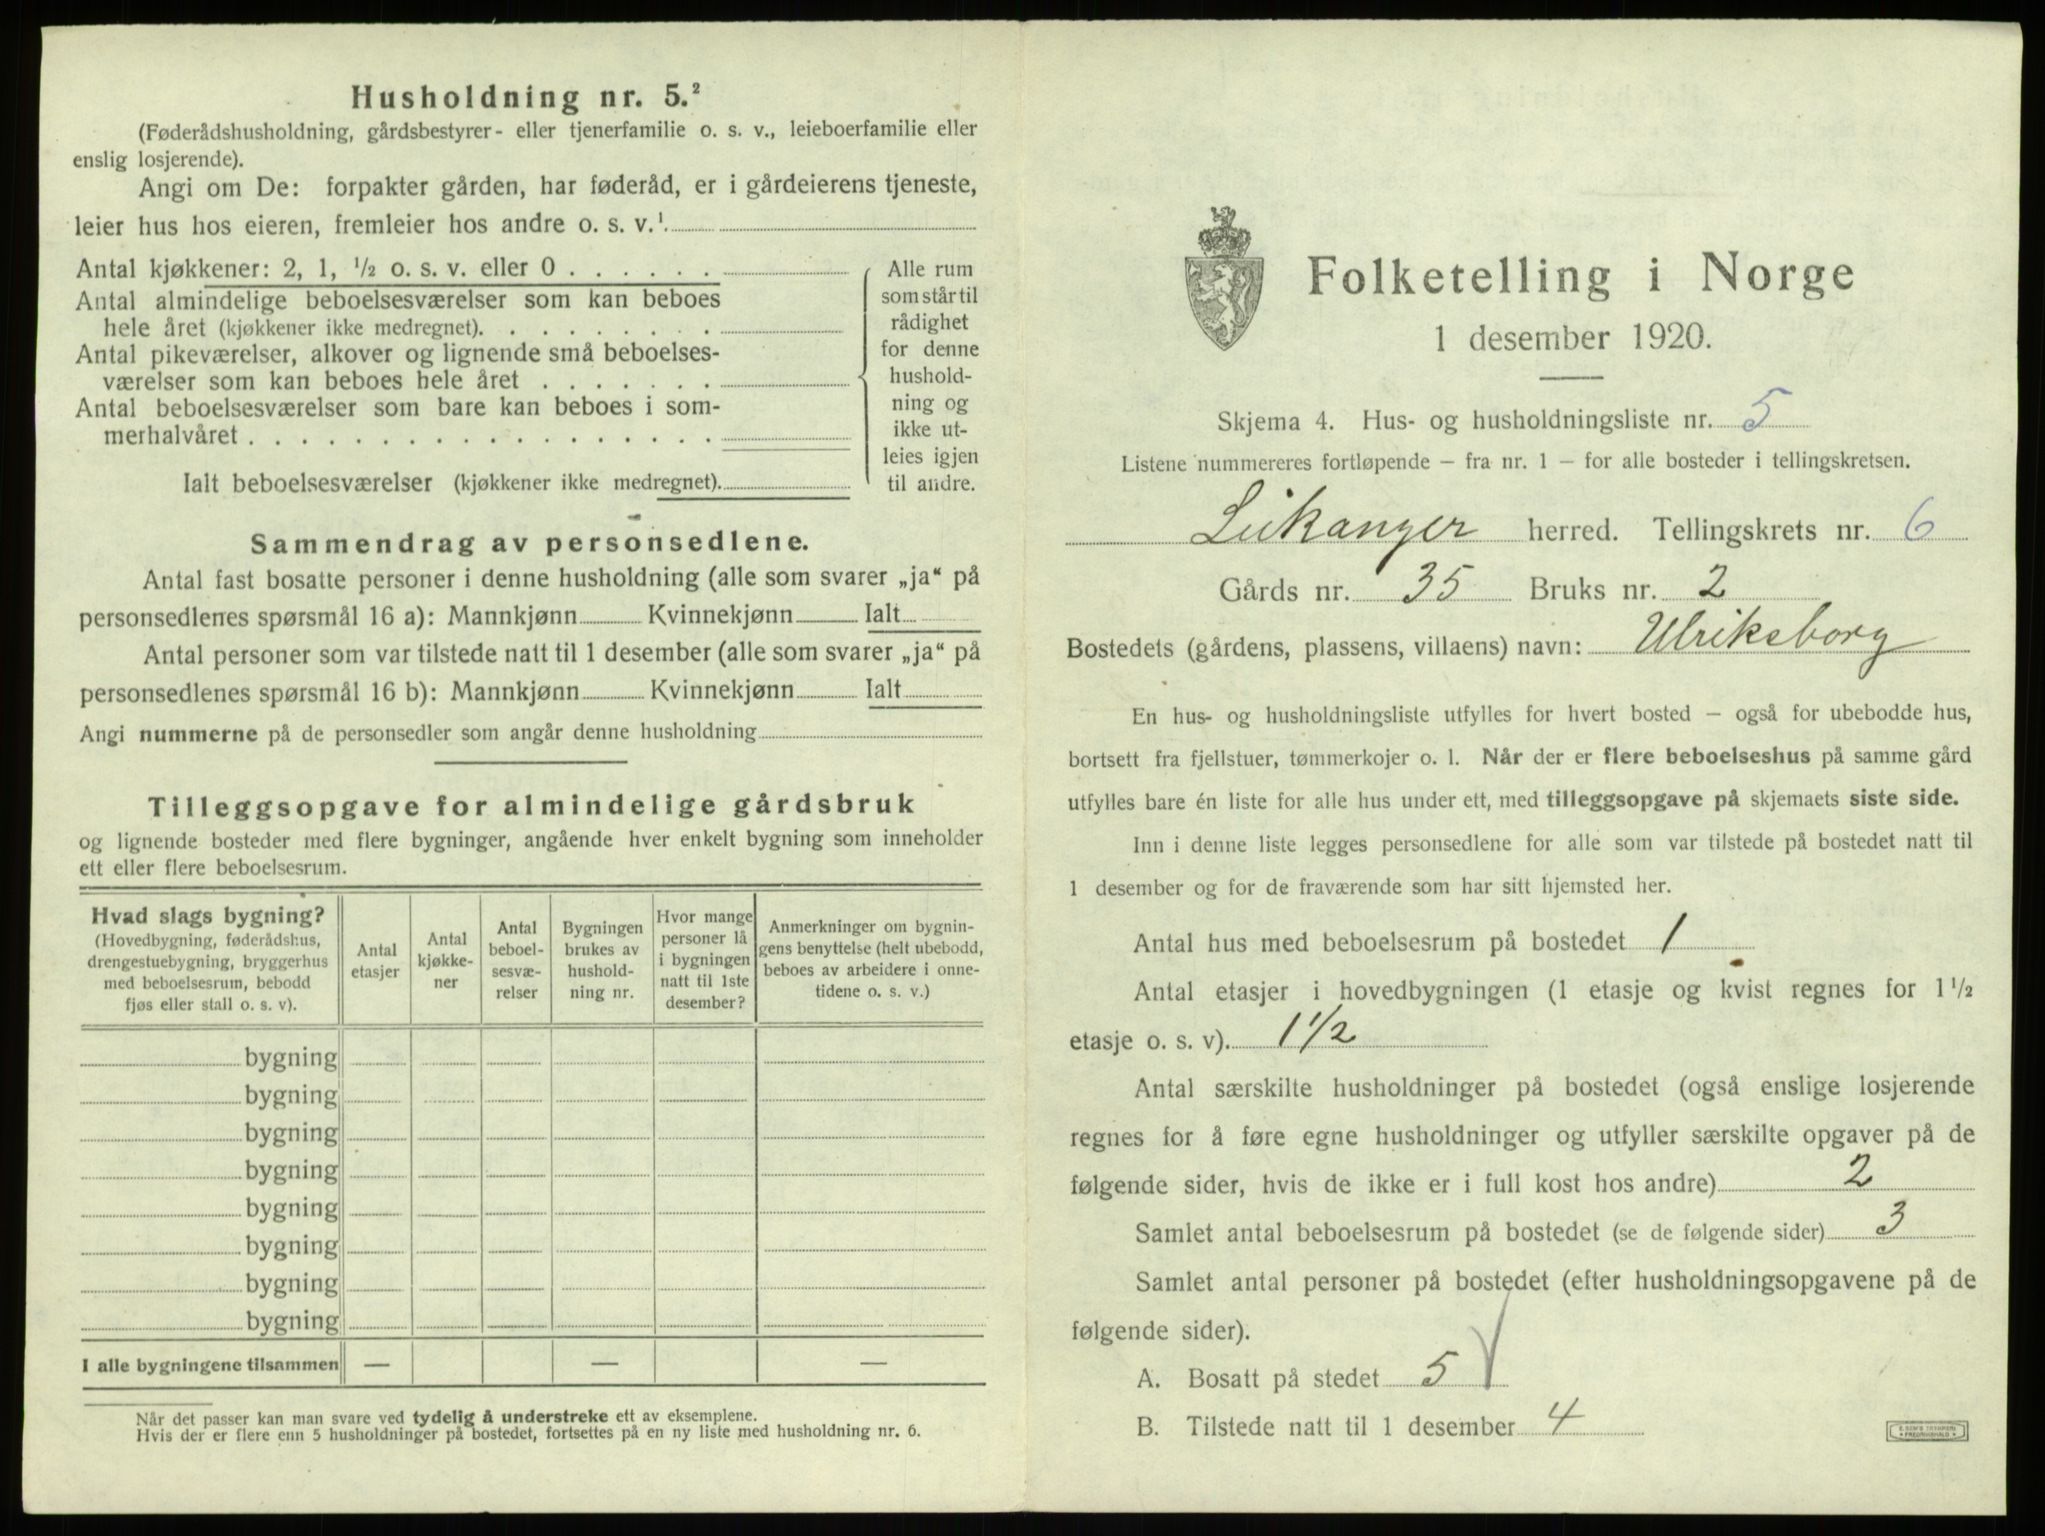 Husholdning nr. 5.²
(Føderådshusholdning, gårdsbestyrer- eller tjenerfamilie o. s. v., leieboerfamilie eller
enslig losjerende).
Angi om De: forpakter gården, har føderåd, er i gårdeierens tjeneste,
leier hus hos eieren, fremleier hos andre o. s. v.¹.
Antal kjøkkener: 2, 1, ½ o. s. v. eller 0 . . . . . .
Antal almindelige beboelsesværelser som kan beboes
hele året (kjøkkener ikke medregnet). . . . . . . . .
Antal pikeværelser, alkover og lignende små beboelses-
værelser som kan beboes hele året . . . . . . .
Antal beboelsesværelser som bare kan beboes i som-
merhalvåret . . . . . . . . . . . . . . . . . .
Ialt beboelsesværelser (kjøkkener ikke medregnet).
Alle rum
som står til
rådighet
for denne
hushold-
ning og
ikke ut-
leies igjen
til andre.
Sammendrag av personsedlene.
Antal fast bosatte personer i denne husholdning (alle som svarer „ja“ på
personsedlenes spørsmål 16 a): Mannkjønn Kvinnekjønn Ialt
Antal personer som var tilstede natt til 1 desember (alle som svarer „ja“ på
personsedlenes spørsmål 16 b): Mannkjønn Kvinnekjønn Ialt
Angi nummerne på de personsedler som angår denne husholdning
Tilleggsopgave for almindelige gårdsbruk
og lignende bosteder med flere bygninger, angående hver enkelt bygning som inneholder
ett eller flere beboelsesrum.
Hvad slags bygning?
(Hovedbygning, føderådshus,
drengestuebygning, bryggerhus
med beboelsesrum, bebodd
fjøs eller stall o. s. v).
Antal
etasjer
Antal
kjøkke-
ner
Antal
beboel-
sesvæ-
relser
Bygningen
brukes av
hushold-
ning nr.
Hvor mange
personer lå
i bygningen
natt til 1ste
desember?
Anmerkninger om bygnin-
gens benyttelse (helt ubebodd,
beboes av arbeidere i onne-
tidene o. s. v.)
bygning
bygning
bygning
bygning
bygning
bygning
bygning
bygning
I alle bygningene tilsammen — — —
Når det passer kan man svare ved tydelig å understreke ett av eksemplene.
Hvis der er flere enn 5 husholdninger på bostedet, fortsettes på en ny liste med husholdning nr. 6.
Folketelling i Norge
1 desember 1920.
Skjema 4. Hus- og husholdningsliste nr. 5
Listene nummereres fortløpende – fra nr. 1 – for alle bosteder i tellingskretsen.
Leikanger herred. Tellingskrets nr. 6
Gårds nr. 35 Bruks nr. 2
Bostedets (gårdens, plassens, villaens) navn: Ulriksborg
En hus- og husholdningsliste utfylles for hvert bosted – også for ubebodde hus,
bortsett fra fjellstuer, tømmerkojer o. l. Når der er flere beboelseshus på samme gård
utfylles bare én liste for alle hus under ett, med tilleggsopgave på skjemaets siste side.
Inn i denne liste legges personsedlene for alle som var tilstede på bostedet natt til
1 desember og for de fraværende som har sitt hjemsted her.
Antal hus med beboelsesrum på bostedet 1
Antal etasjer i hovedbygningen (1 etasje og kvist regnes for 1½
etasje o. s. v). 1 1/2
Antal særskilte husholdninger på bostedet (også enslige losjerende
regnes for å føre egne husholdninger og utfyller særskilte opgaver på de
følgende sider, hvis de ikke er i full kost hos andre) 2
Samlet antal beboelsesrum på bostedet (se de følgende sider) 3
Samlet antal personer på bostedet (efter husholdningsopgavene på de
følgende sider).
A. Bosatt på stedet 5
B. Tilstede natt til 1 desember 4